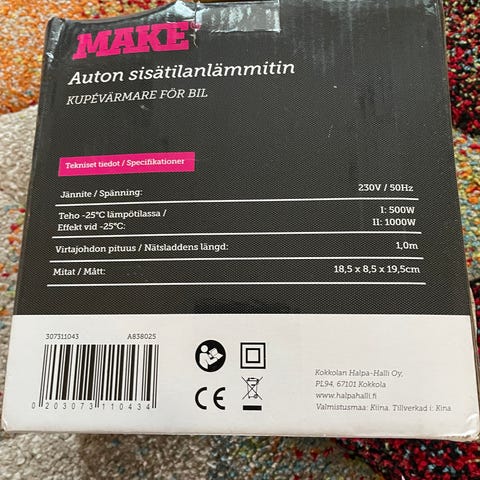 MAKE
Auton sisätilanlämmitin
KUPÉVÄRMARE FÖR BIL
Tekniset tiedot / Specifikationer
Jännite / Spänning: 230V / 50Hz
Teho -25°C lämpötilassa / I: 500W
Effekt vid -25°C: II: 1000W
Virtajohdon pituus / Nätsladdens längd: 1,0m
Mitat / Mått: 18,5 x 8,5 x 19,5cm
307311043 A838025
0 203073 110434
CE
Kokkolan Halpa-Halli Oy,
PL94, 67101 Kokkola
www.halpahalli.fi
Valmistusmaa: Kiina. Tillverkad i: Kina